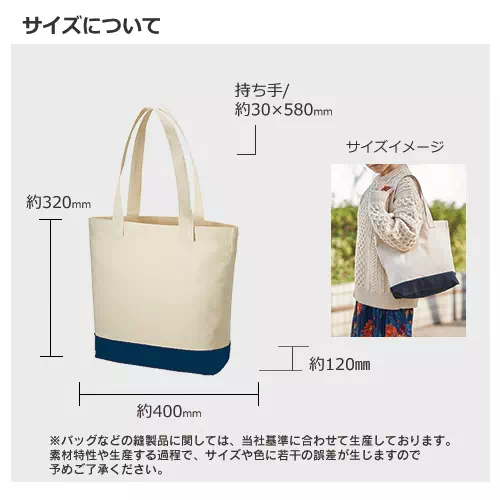 サイズについて
持ち手/
約30×580mm
サイズイメージ
約320mm
約120㎜
約400mm
※バッグなどの縫製品に関しては、当社基準に合わせて生産しております。
素材特性や生産する過程で、サイズや色に若干の誤差が生じますので
予めご了承ください。